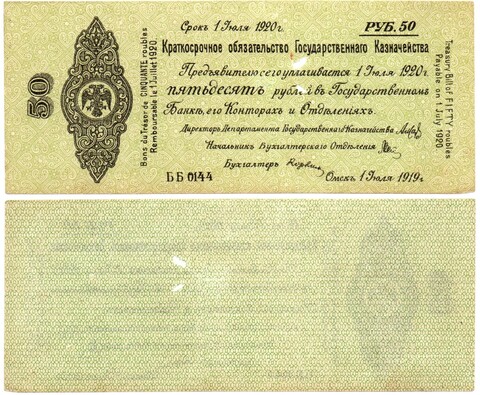 Срокъ 1 Іюля 1920г.
РУБ. 50
Краткосрочное обязательство Государственнаго Казначейства
Предъявителю сего уплачивается 1 Іюля 1920г.
пятьдесятъ рублей въ Государственномъ
Банкѣ, его Конторахъ и Отдѣленіяхъ.
Директоръ Департамента Государственнаго Казначейства
Начальникъ Бухгалтерскаго Отдѣленія
Бухгалтеръ
ББ 0144
Омскъ 1 Іюля 1919г.
50
Bons du Trésor de CINQUANTE roubles
Remboursable le 1 Juillet 1920.
Treasury Bill of FIFTY roubles
Payable on 1 July 1920